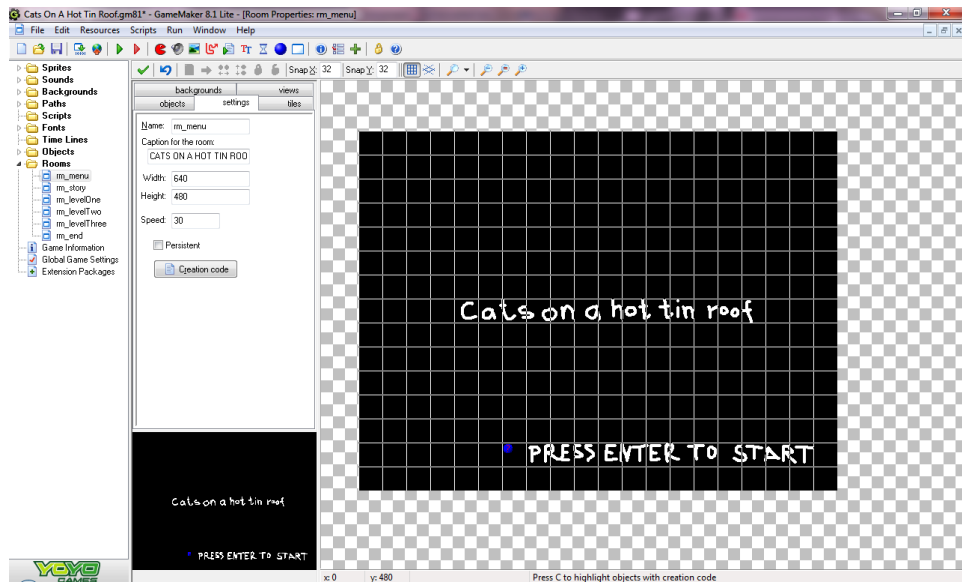 Cats On A Hot Tin Roof.gm81* - GameMaker 8.1 Lite - [Room Properties: rm_menu]
File Edit Resources Scripts Run Window Help
Snap X: 32 Snap Y: 32
Sprites
Sounds
Backgrounds
Paths
Scripts
Fonts
Time Lines
Objects
Rooms
rm_menu
rm_story
rm_levelOne
rm_levelTwo
rm_levelThree
rm_end
Game Information
Global Game Settings
Extension Packages
backgrounds views
objects settings tiles
Name: rm_menu
Caption for the room:
CATS ON A HOT TIN ROO
Width: 640
Height: 480
Speed: 30
Persistent
Creation code
Cats on a hot tin roof
PRESS ENTER TO START
Cats on a hot tin roof
PRESS ENTER TO START
YOYO
GAMES
x: 0 y: 480 Press C to highlight objects with creation code